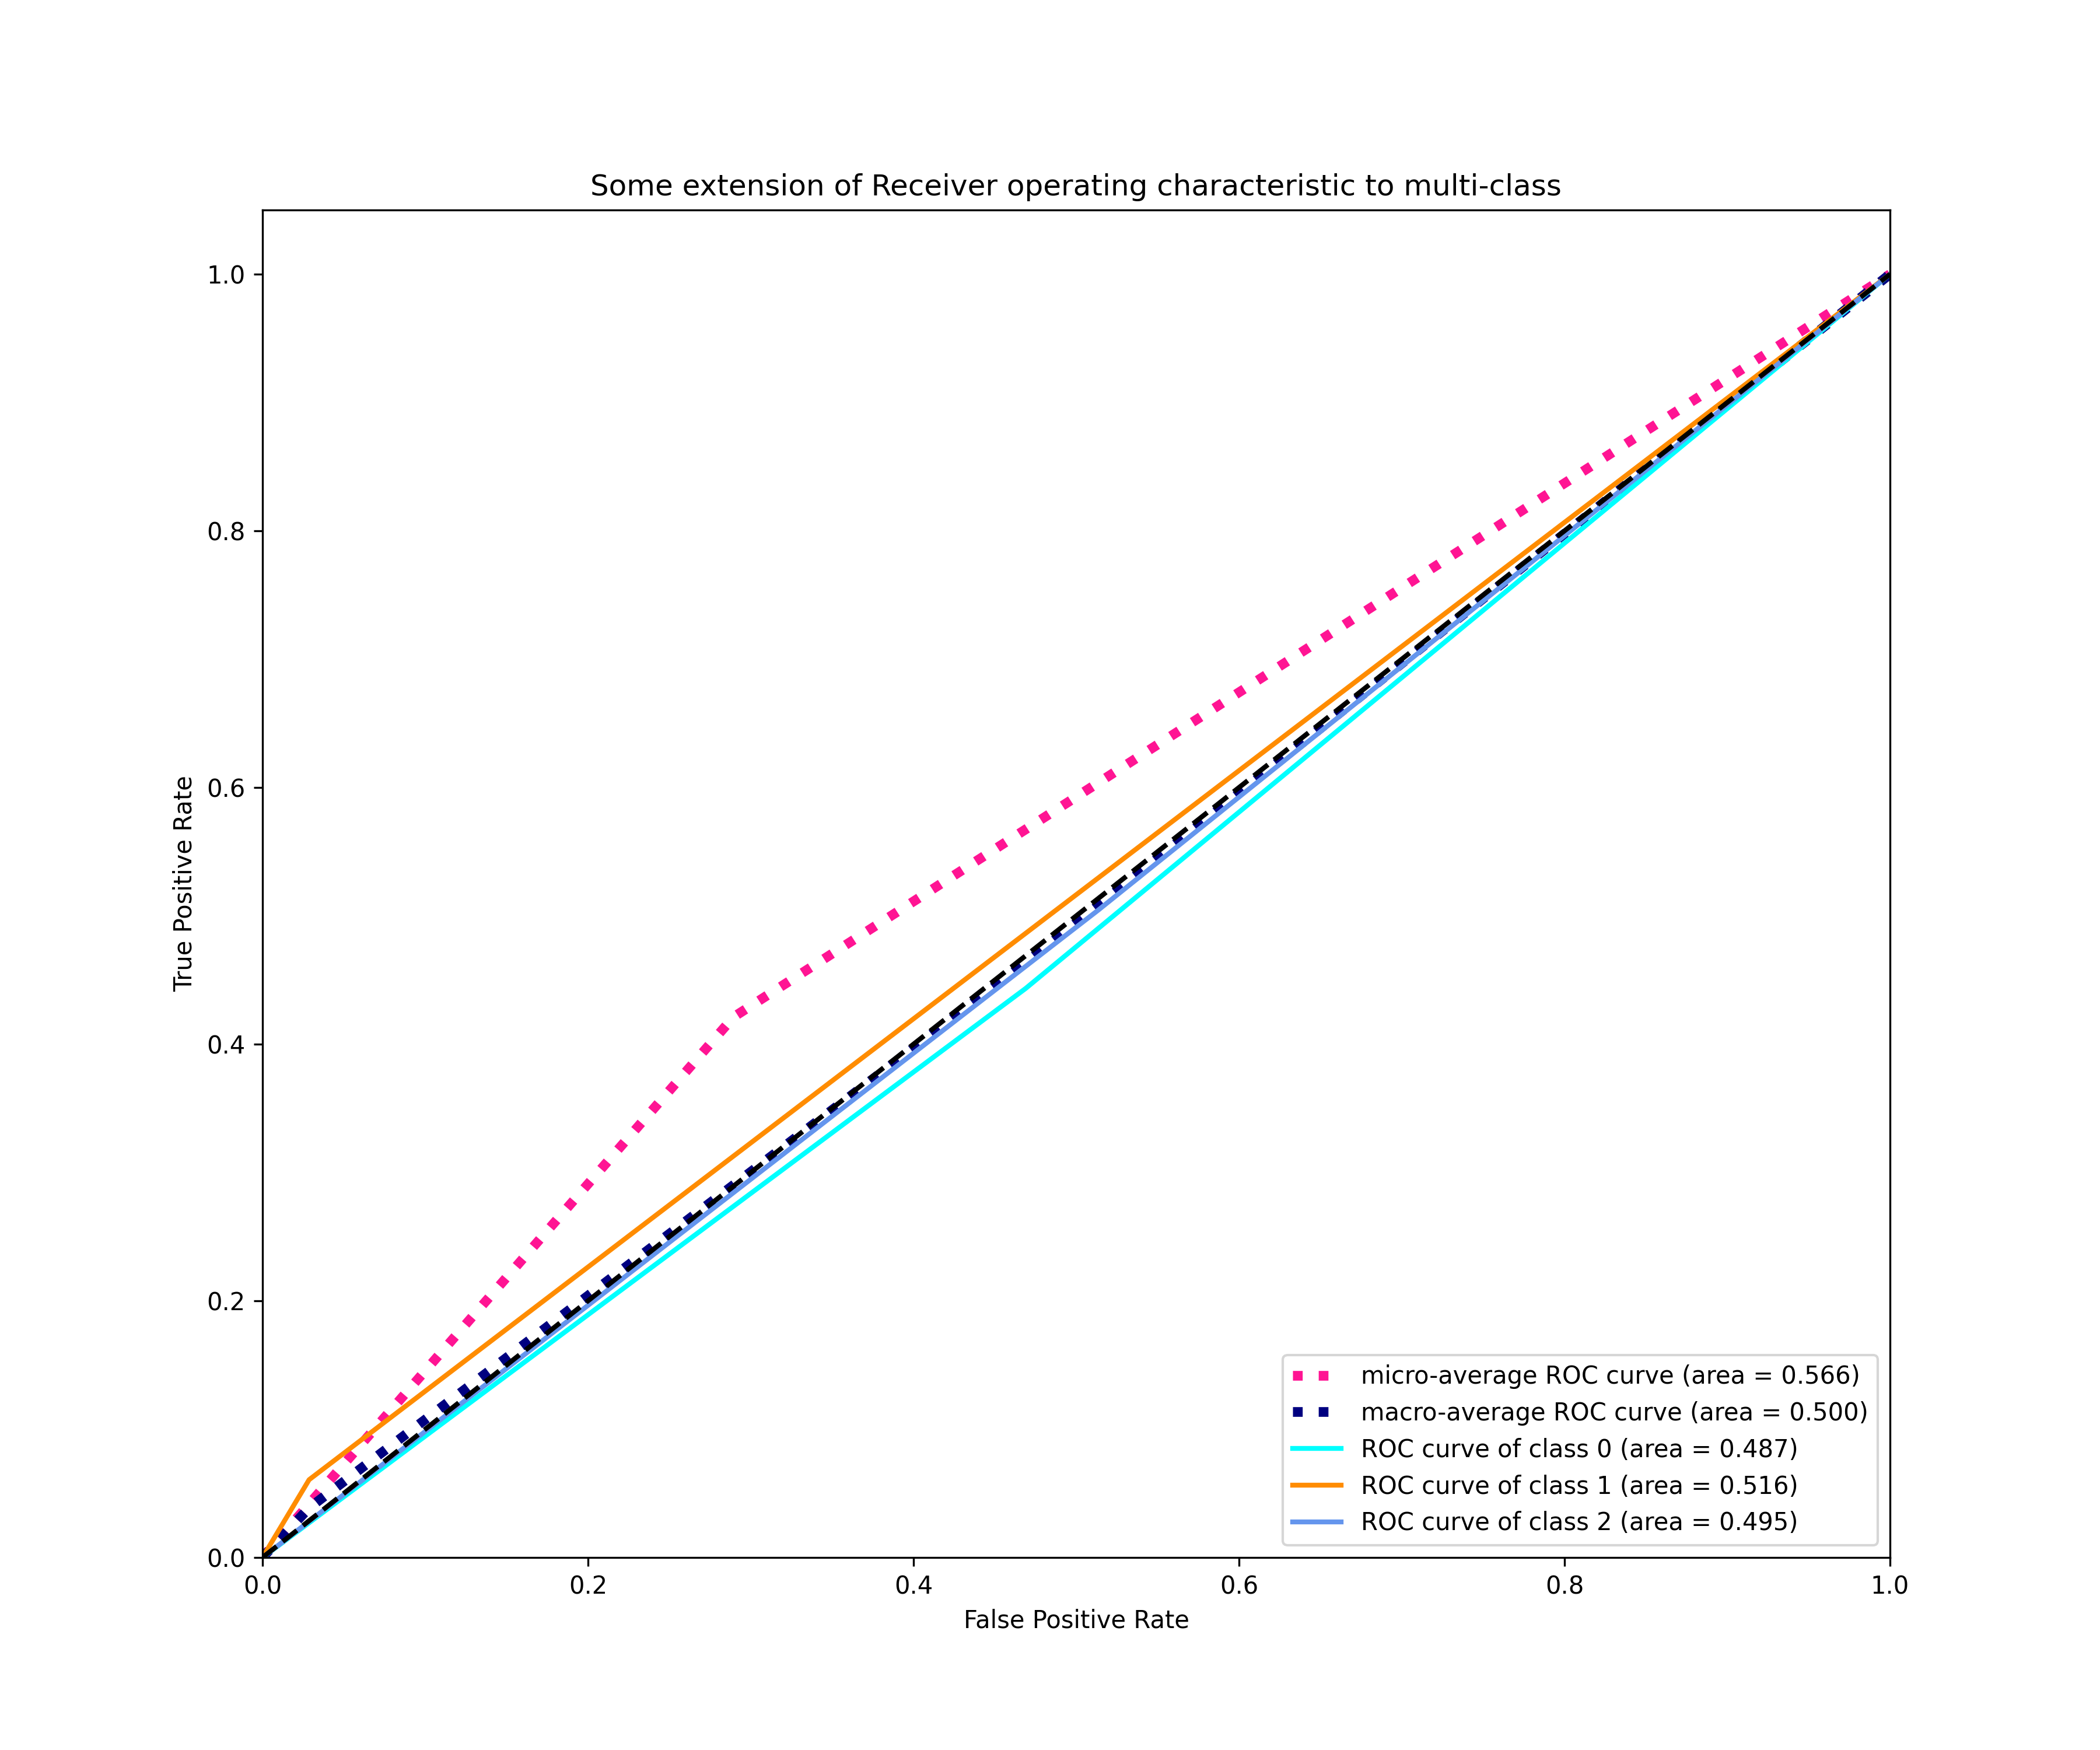 Some extension of Receiver operating characteristic to multi-class
1.0
0.8
0.6
0.4
0.2
0.0
True Positive Rate
0.0 0.2 0.4 0.6 0.8 1.0
False Positive Rate
micro-average ROC curve (area = 0.566)
macro-average ROC curve (area = 0.500)
ROC curve of class 0 (area = 0.487)
ROC curve of class 1 (area = 0.516)
ROC curve of class 2 (area = 0.495)